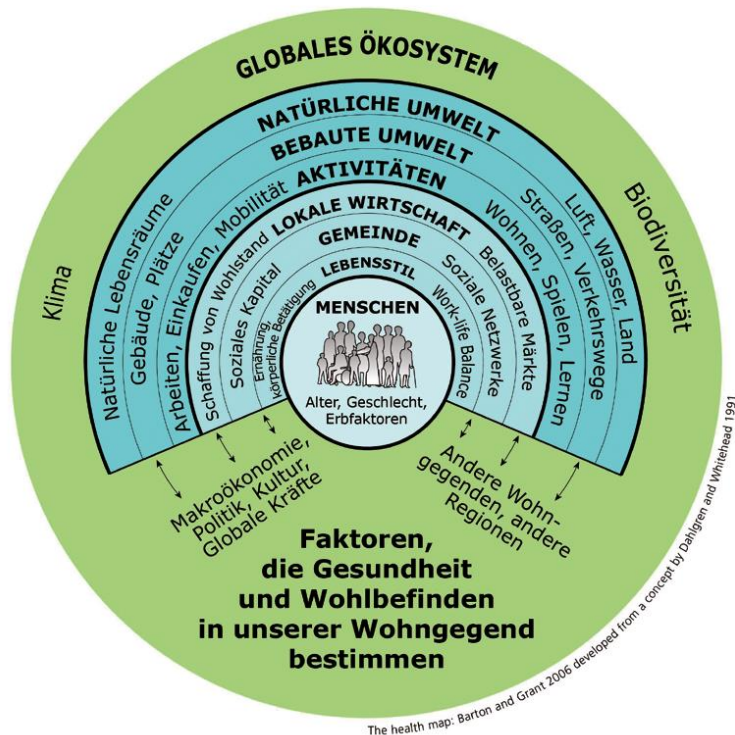 GLOBALES ÖKOSYSTEM
Klima
Biodiversität
NATÜRLICHE UMWELT
Natürliche Lebensräume
Luft, Wasser, Land
BEBAUTE UMWELT
Gebäude, Plätze
Straßen, Verkehrswege
AKTIVITÄTEN
Arbeiten, Einkaufen, Mobilität
Wohnen, Spielen, Lernen
LOKALE WIRTSCHAFT
Schaffung von Wohlstand
Belastbare Märkte
GEMEINDE
Soziales Kapital
Soziale Netzwerke
LEBENSSTIL
Ernährung,
körperliche Betätigung
Work-life Balance
MENSCHEN
Alter, Geschlecht,
Erbfaktoren
Makroökonomie,
Politik, Kultur,
Globale Kräfte
Andere Wohn-
gegenden, andere
Regionen
Faktoren,
die Gesundheit
und Wohlbefinden
in unserer Wohngegend
bestimmen
The health map: Barton and Grant 2006 developed from a concept by Dahlgren and Whitehead 1991